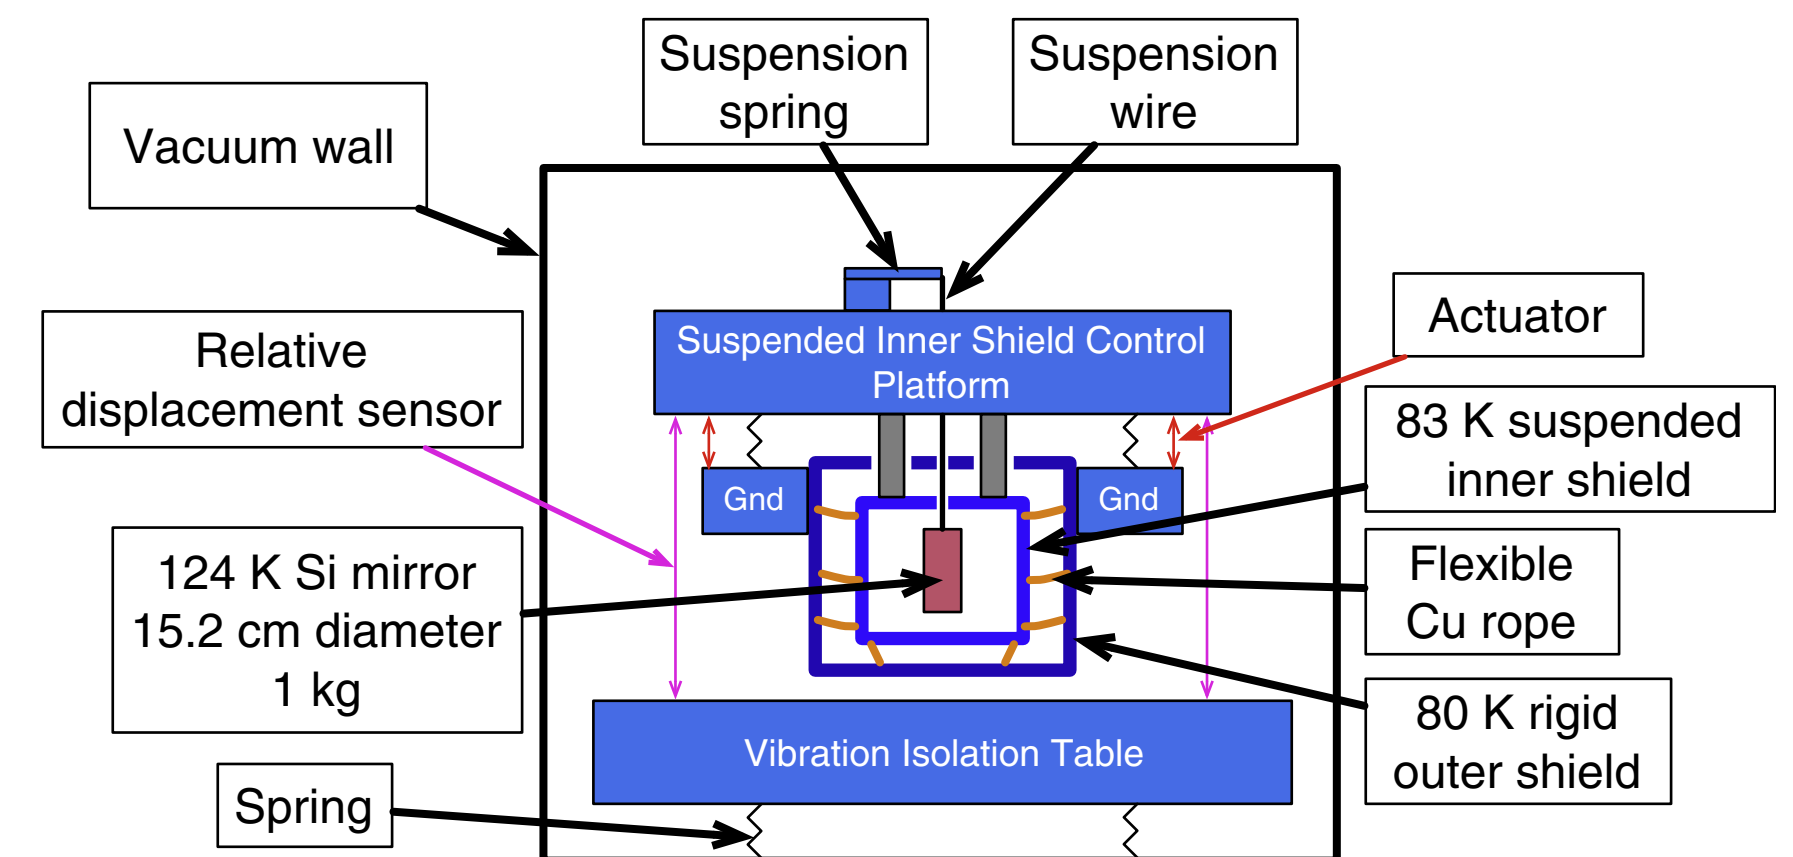 Suspension
spring
Suspension
wire
Vacuum wall
Relative
displacement sensor
Suspended Inner Shield Control
Platform
Actuator
83 K suspended
inner shield
Gnd
Gnd
124 K Si mirror
15.2 cm diameter
1 kg
Flexible
Cu rope
80 K rigid
outer shield
Vibration Isolation Table
Spring